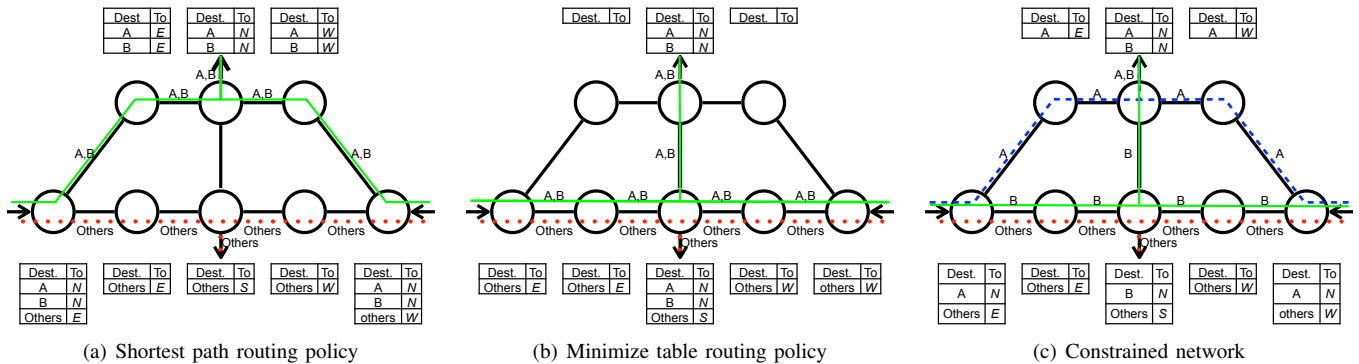 Dest To
A E
B E
Dest. To
A N
B N
Dest. To
A W
B W
A,B
A,B
A,B
A,B
A,B
Others
Others
Others
Others
Others
Dest. To
A N
B N
Others E
Dest. To
Others E
Dest. To
Others S
Dest. To
Others W
Dest. To
A N
B N
others W
(a) Shortest path routing policy
Dest. To
Dest. To
A N
B N
Dest. To
A,B
A,B
A,B
A,B
A,B
A,B
Others
Others
Others
Others
Others
Dest. To
Others E
Dest. To
Others E
Dest. To
A N
B N
Others S
Dest. To
Others W
Dest. To
others W
(b) Minimize table routing policy
Dest. To
A E
Dest. To
A N
B N
Dest. To
A W
A,B
A
A
A
B
A
B
B
B
B
Others
Others
Others
Others
Others
Dest. To
A N
Others E
Dest. To
Others E
Dest. To
B N
Others S
Dest. To
Others W
Dest. To
A N
others W
(c) Constrained network